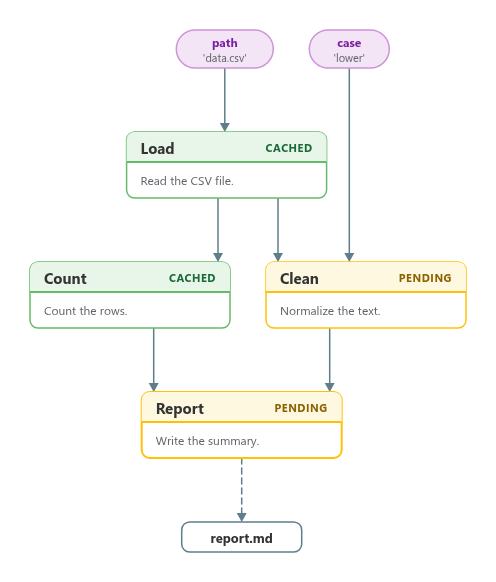 path
'data.csv'
case
'lower'
Load
CACHED
Read the CSV file.
Count
CACHED
Count the rows.
Clean
PENDING
Normalize the text.
Report
PENDING
Write the summary.
report.md